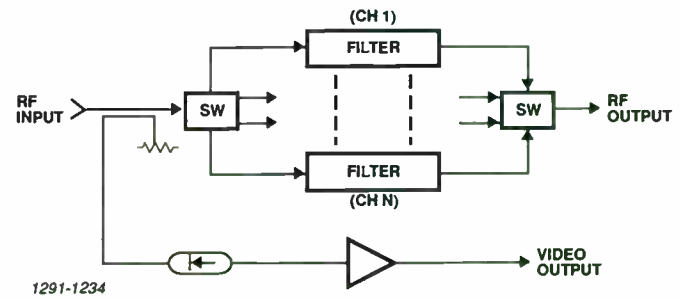 (CH 1)
FILTER
RF
INPUT
SW
SW
RF
OUTPUT
FILTER
(CH N)
VIDEO
OUTPUT
1291-1234